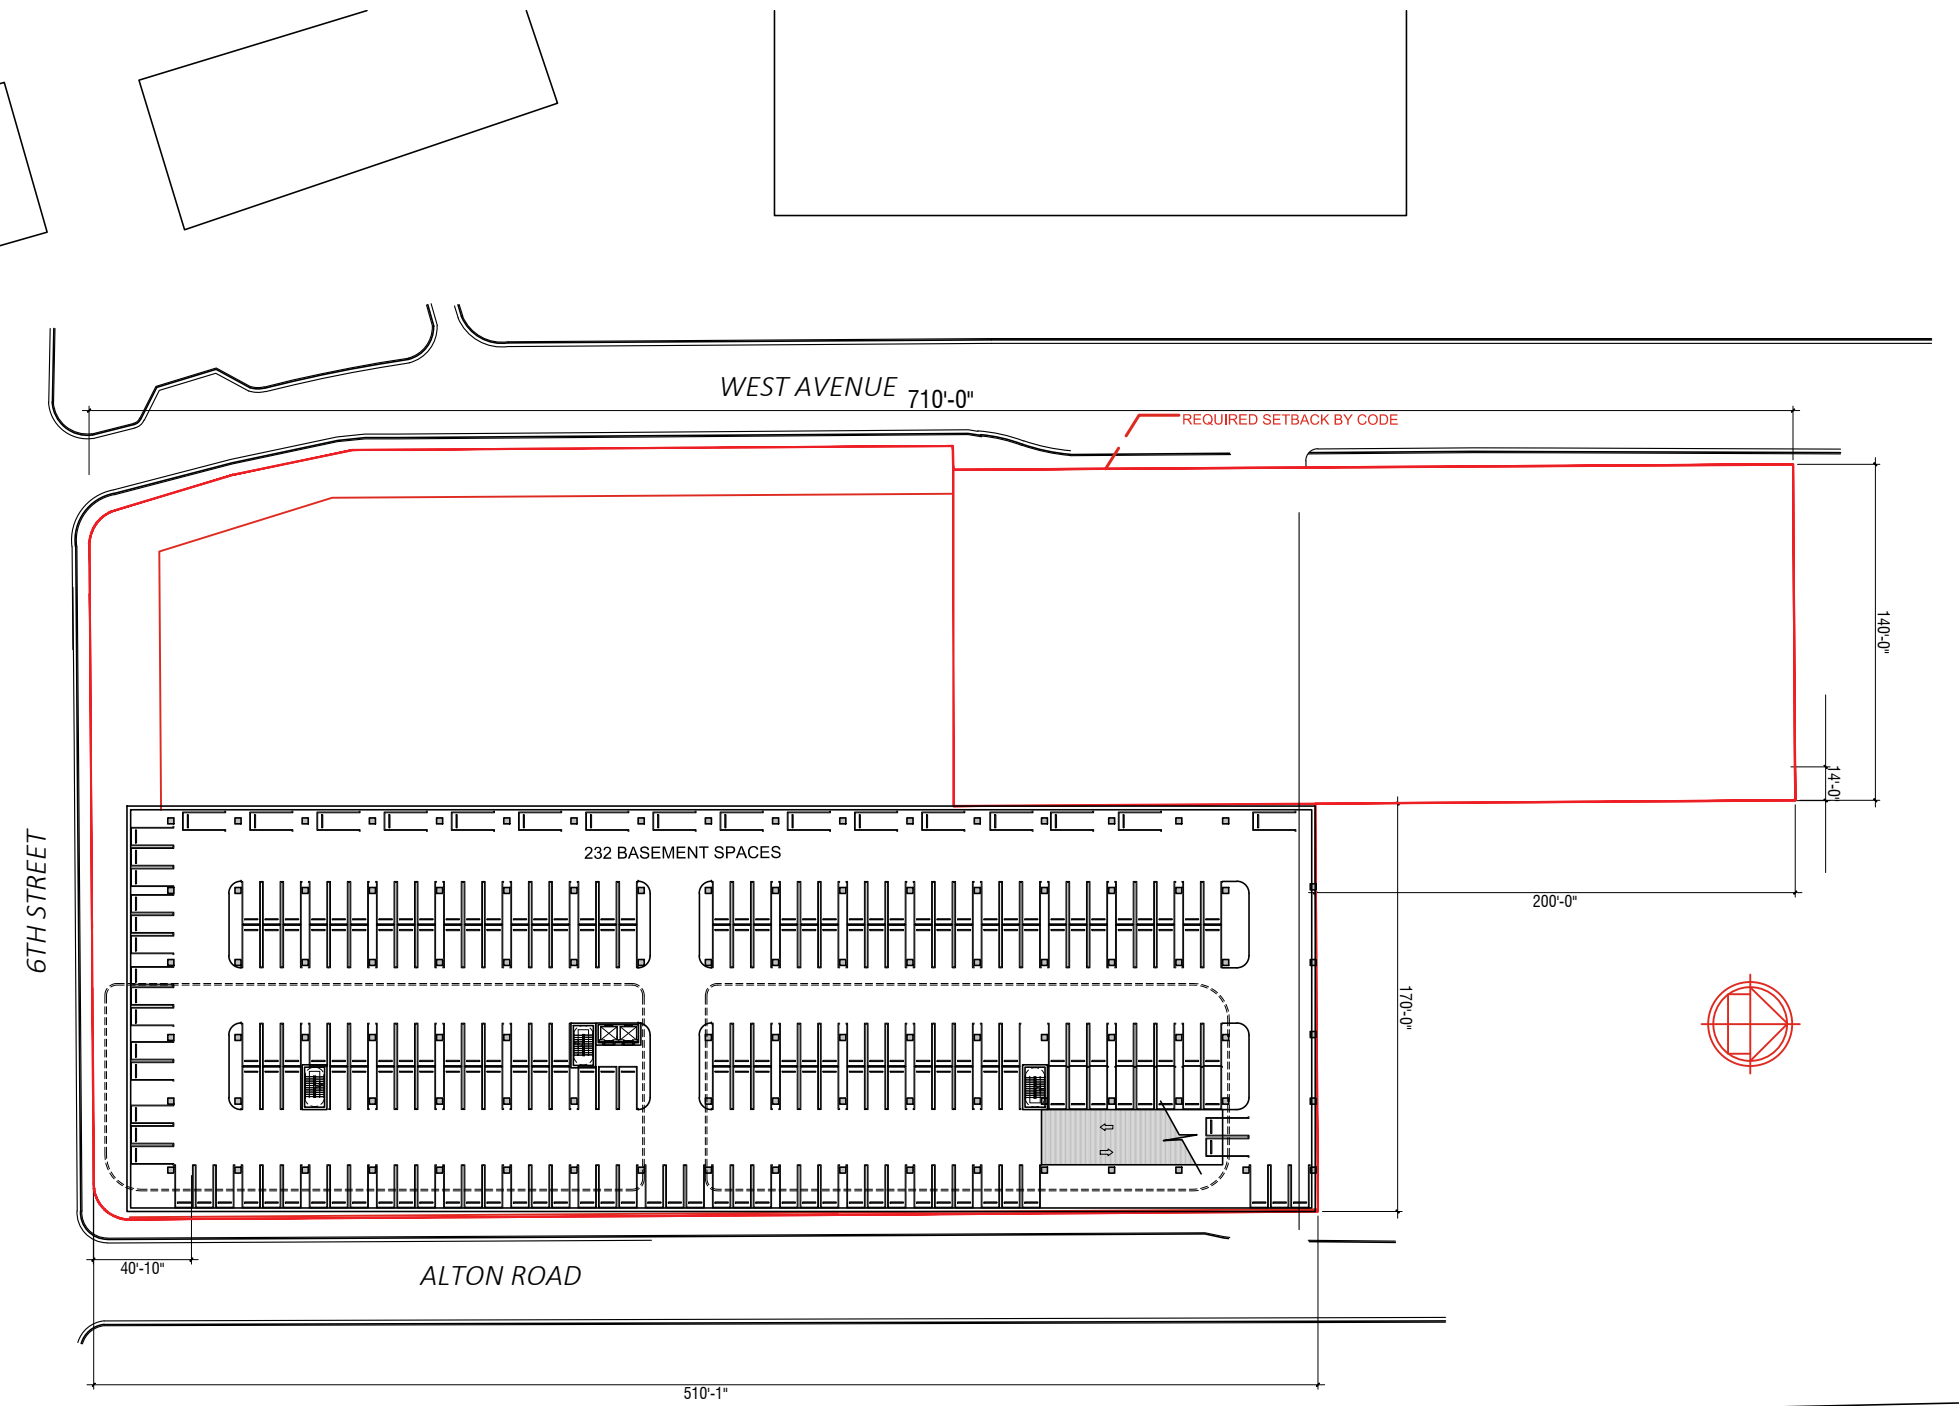 WEST AVENUE
710'-0"
REQUIRED SETBACK BY CODE
140'-0"
14'-0"
232 BASEMENT SPACES
6TH STREET
200'-0"
170'-0"
40'-10"
ALTON ROAD
510'-1"